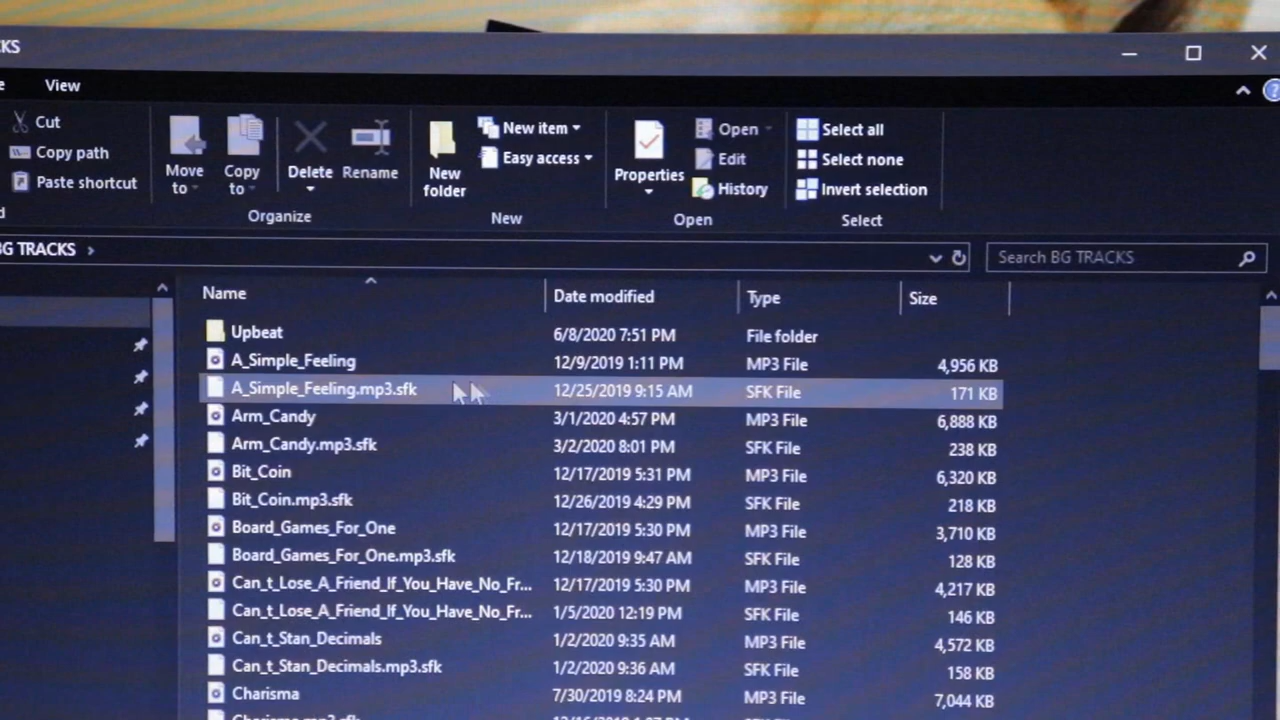 KS
View
Cut
Copy path
Paste shortcut
Move to
Copy to
Delete
Rename
Organize
New folder
New item
Easy access
New
Properties
Open
Edit
History
Open
Select all
Select none
Invert selection
Select
BG TRACKS
Search BG TRACKS
Name Date modified Type Size
Upbeat 6/8/2020 7:51 PM File folder
A_Simple_Feeling 12/9/2019 1:11 PM MP3 File 4,956 KB
A_Simple_Feeling.mp3.sfk 12/25/2019 9:15 AM SFK File 171 KB
Arm_Candy 3/1/2020 4:57 PM MP3 File 6,888 KB
Arm_Candy.mp3.sfk 3/2/2020 8:01 PM SFK File 238 KB
Bit_Coin 12/17/2019 5:31 PM MP3 File 6,320 KB
Bit_Coin.mp3.sfk 12/26/2019 4:29 PM SFK File 218 KB
Board_Games_For_One 12/17/2019 5:30 PM MP3 File 3,710 KB
Board_Games_For_One.mp3.sfk 12/18/2019 9:47 AM SFK File 128 KB
Can_t_Lose_A_Friend_If_You_Have_No_Fr... 12/17/2019 5:30 PM MP3 File 4,217 KB
Can_t_Lose_A_Friend_If_You_Have_No_Fr... 1/5/2020 12:19 PM SFK File 146 KB
Can_t_Stan_Decimals 1/2/2020 9:35 AM MP3 File 4,572 KB
Can_t_Stan_Decimals.mp3.sfk 1/2/2020 9:36 AM SFK File 158 KB
Charisma 7/30/2019 8:24 PM MP3 File 7,044 KB